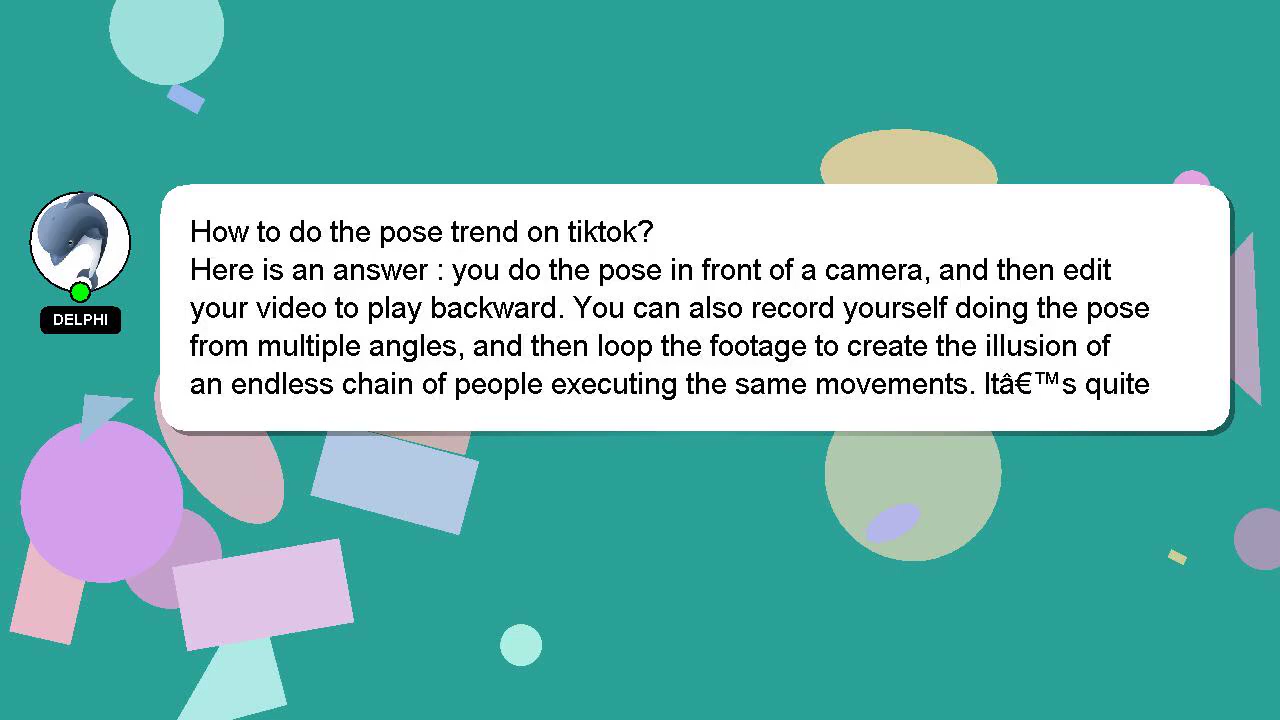 How to do the pose trend on tiktok?
Here is an answer : you do the pose in front of a camera, and then edit
your video to play backward. You can also record yourself doing the pose
from multiple angles, and then loop the footage to create the illusion of
an endless chain of people executing the same movements. Itâ€™s quite
DELPHI